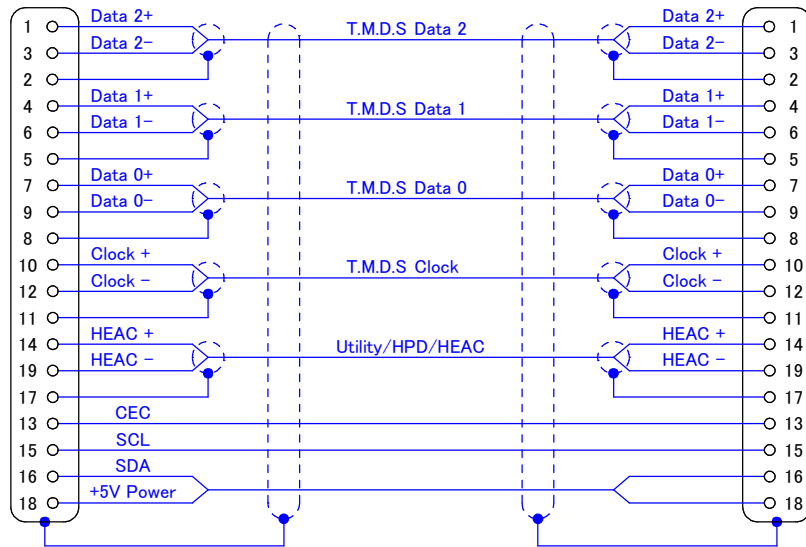 Data 2+ Data 2+
1 T.M.D.S Data 2 1
Data 2− Data 2−
3 3
2 2
Data 1+ Data 1+
4 T.M.D.S Data 1 4
Data 1− Data 1−
6 6
5 5
Data 0+ Data 0+
7 T.M.D.S Data 0 7
Data 0− Data 0−
9 9
8 8
Clock + Clock +
10 T.M.D.S Clock 10
Clock − Clock −
12 12
11 11
HEAC + HEAC +
14 Utility/HPD/HEAC 14
HEAC − HEAC −
19 19
17 17
CEC
13 13
SCL
15 15
SDA
16 16
+5V Power
18 18